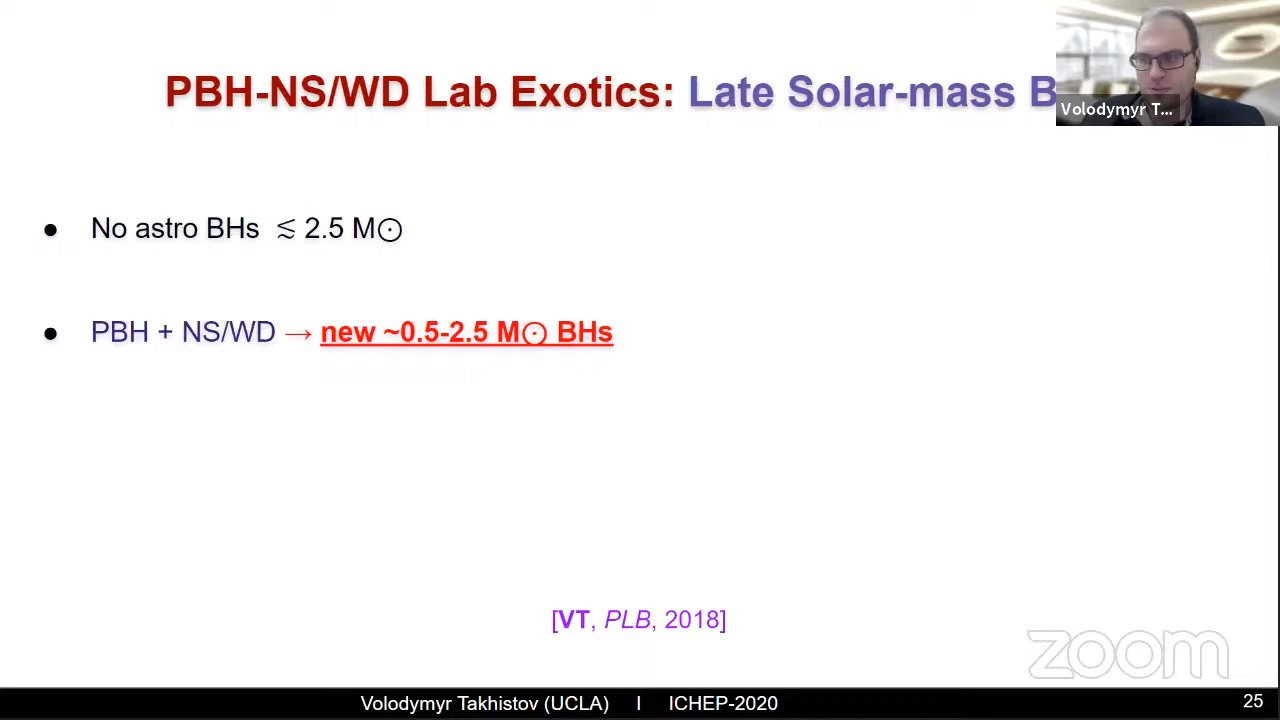 PBH-NS/WD Lab Exotics: Late Solar-mass B
Volodymyr T...
● No astro BHs ≲ 2.5 M⊙
● PBH + NS/WD → new ~0.5-2.5 M⊙ BHs
[VT, PLB, 2018]
zoom
Volodymyr Takhistov (UCLA) I ICHEP-2020
25